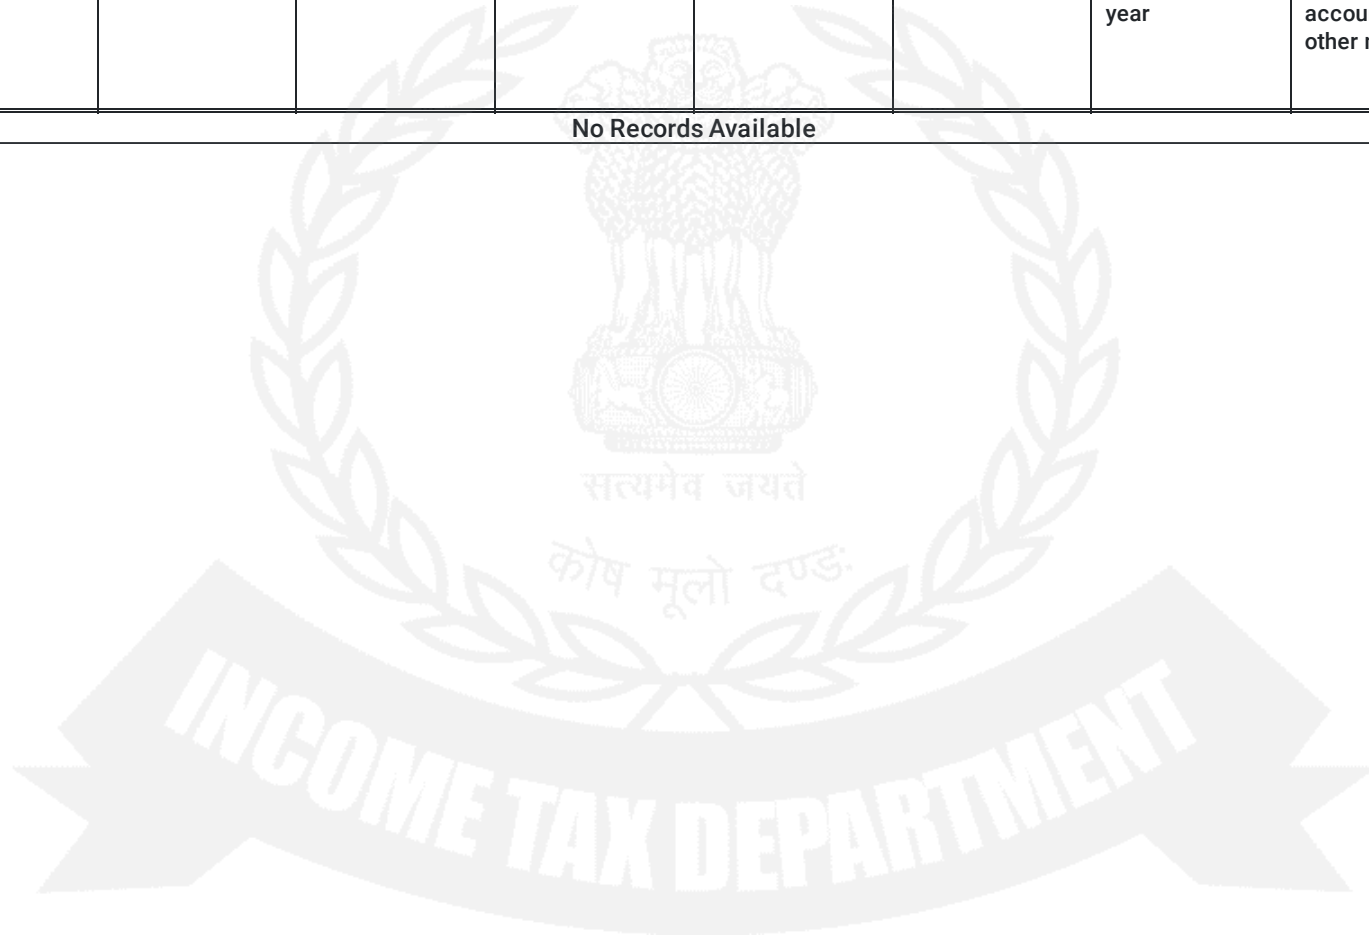 year
accou
other
No Records Available
सत्यमेव जयते
कोष मूलो दण्डः
INCOME TAX DEPARTMENT